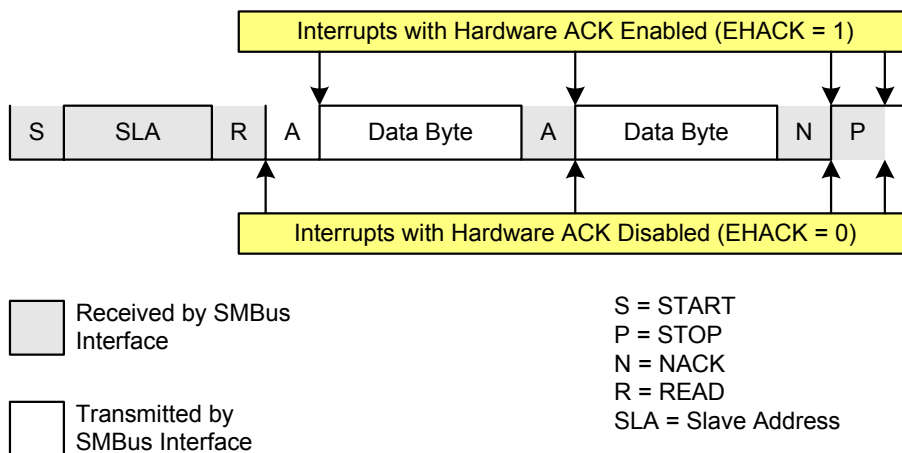 Interrupts with Hardware ACK Enabled (EHACK = 1)
S SLA R A Data Byte A Data Byte N P
Interrupts with Hardware ACK Disabled (EHACK = 0)
Received by SMBus
Interface
Transmitted by
SMBus Interface
S = START
P = STOP
N = NACK
R = READ
SLA = Slave Address